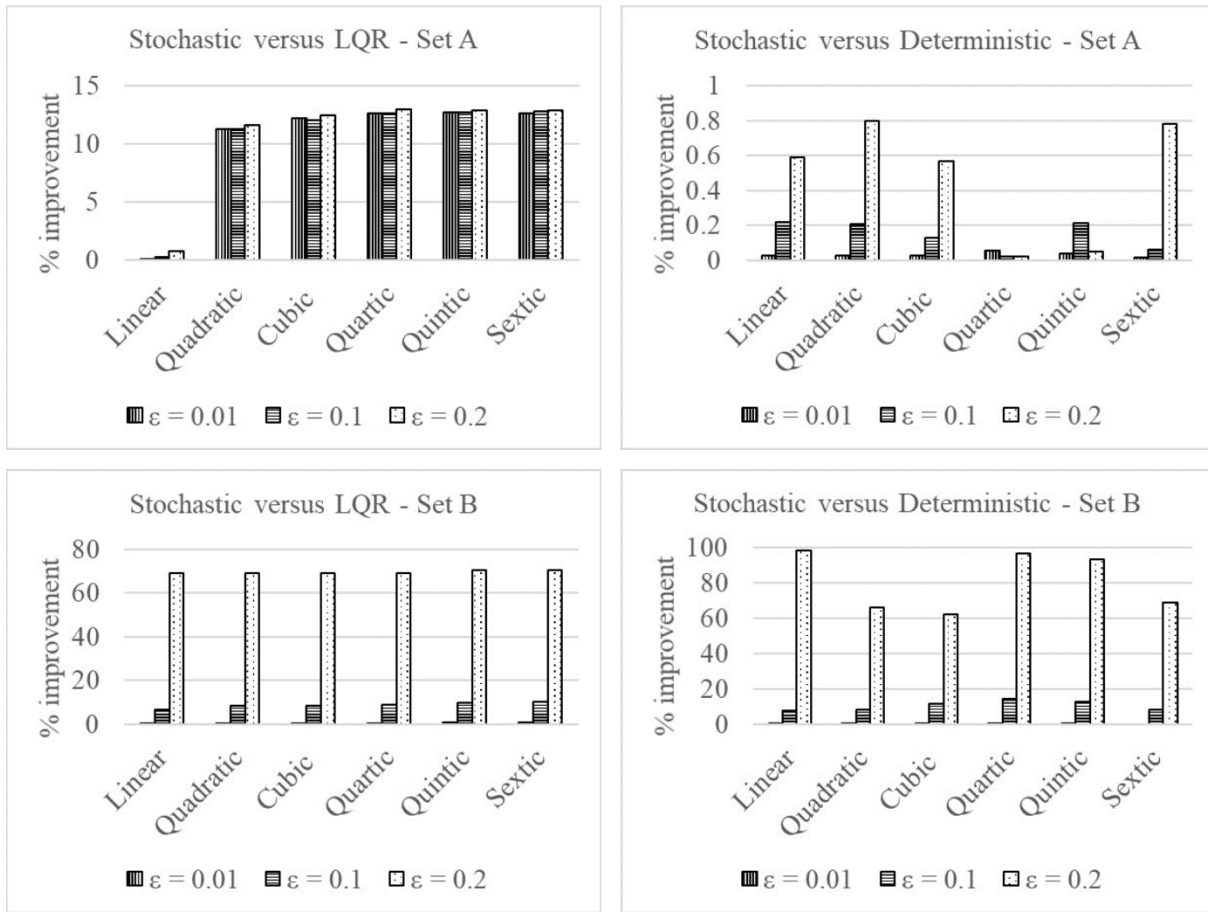 Stochastic versus LQR - Set A
% improvement
15
10
5
0
Linear
Quadratic
Cubic
Quartic
Quintic
Sextic
ε = 0.01 ε = 0.1 ε = 0.2
Stochastic versus Deterministic - Set A
% improvement
1
0.8
0.6
0.4
0.2
0
Linear
Quadratic
Cubic
Quartic
Quintic
Sextic
ε = 0.01 ε = 0.1 ε = 0.2
Stochastic versus LQR - Set B
% improvement
80
60
40
20
0
Linear
Quadratic
Cubic
Quartic
Quintic
Sextic
ε = 0.01 ε = 0.1 ε = 0.2
Stochastic versus Deterministic - Set B
% improvement
100
80
60
40
20
0
Linear
Quadratic
Cubic
Quartic
Quintic
Sextic
ε = 0.01 ε = 0.1 ε = 0.2